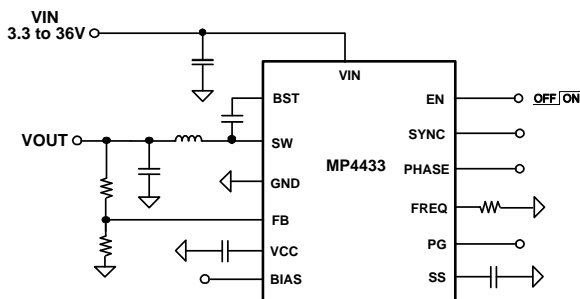 VIN
3.3 to 36V
VIN
BST
EN
OFF ON
SYNC
VOUT
SW
MP4433
PHASE
GND
FREQ
FB
VCC
PG
BIAS
SS